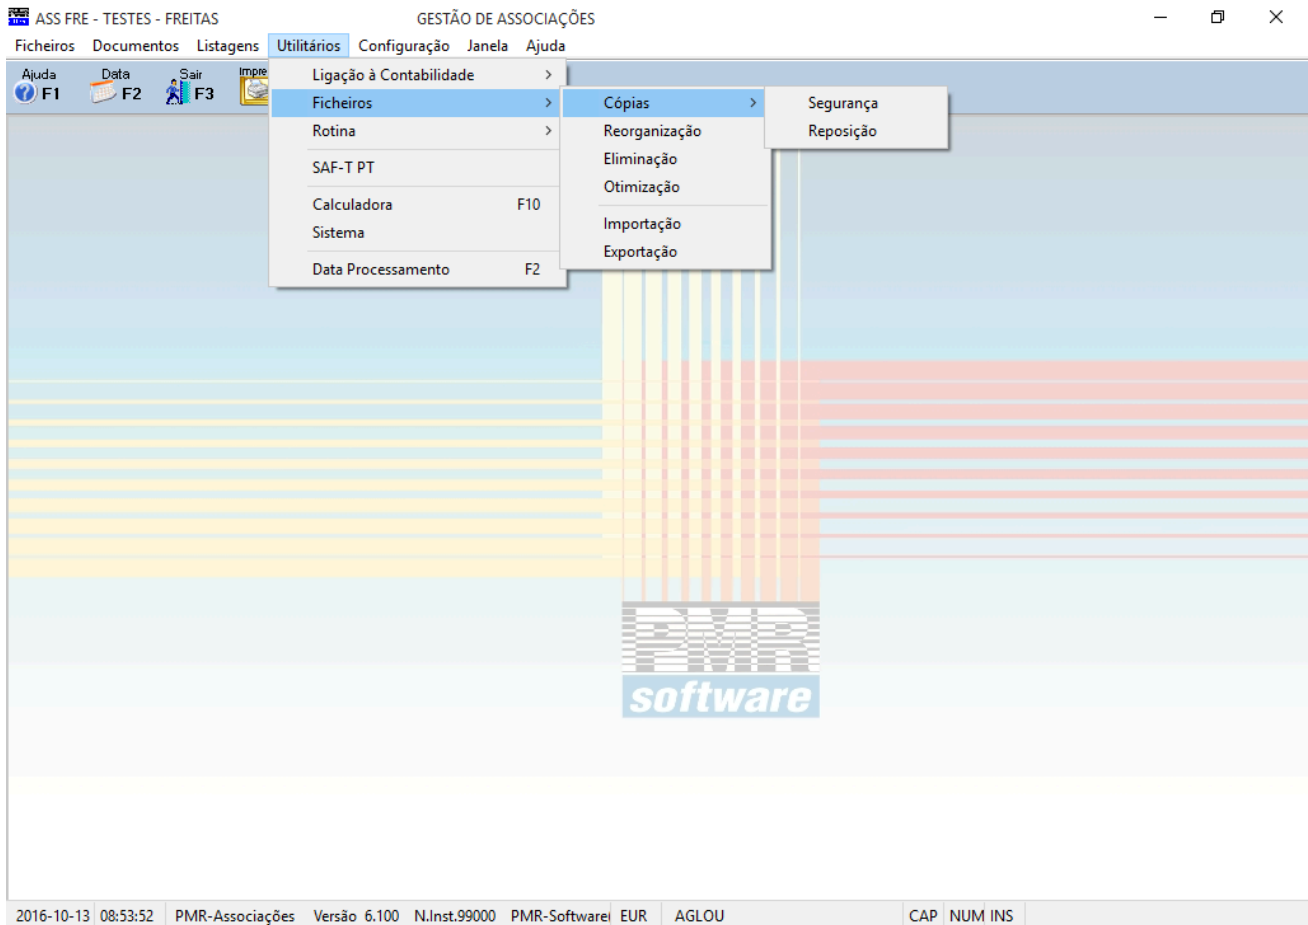 ASS FRE - TESTES - FREITAS GESTÃO DE ASSOCIAÇÕES
Ficheiros Documentos Listagens Utilitários Configuração Janela Ajuda
Ajuda F1 Data F2 Sair F3 Impre
Ligação à Contabilidade
Ficheiros
Rotina
SAF-T PT
Calculadora F10
Sistema
Data Processamento F2
Cópias
Reorganização
Eliminação
Otimização
Importação
Exportação
Segurança
Reposição
PMR
software
2016-10-13 08:53:52 PMR-Associações Versão 6.100 N.Inst.99000 PMR-Software( EUR AGLOU CAP NUM INS